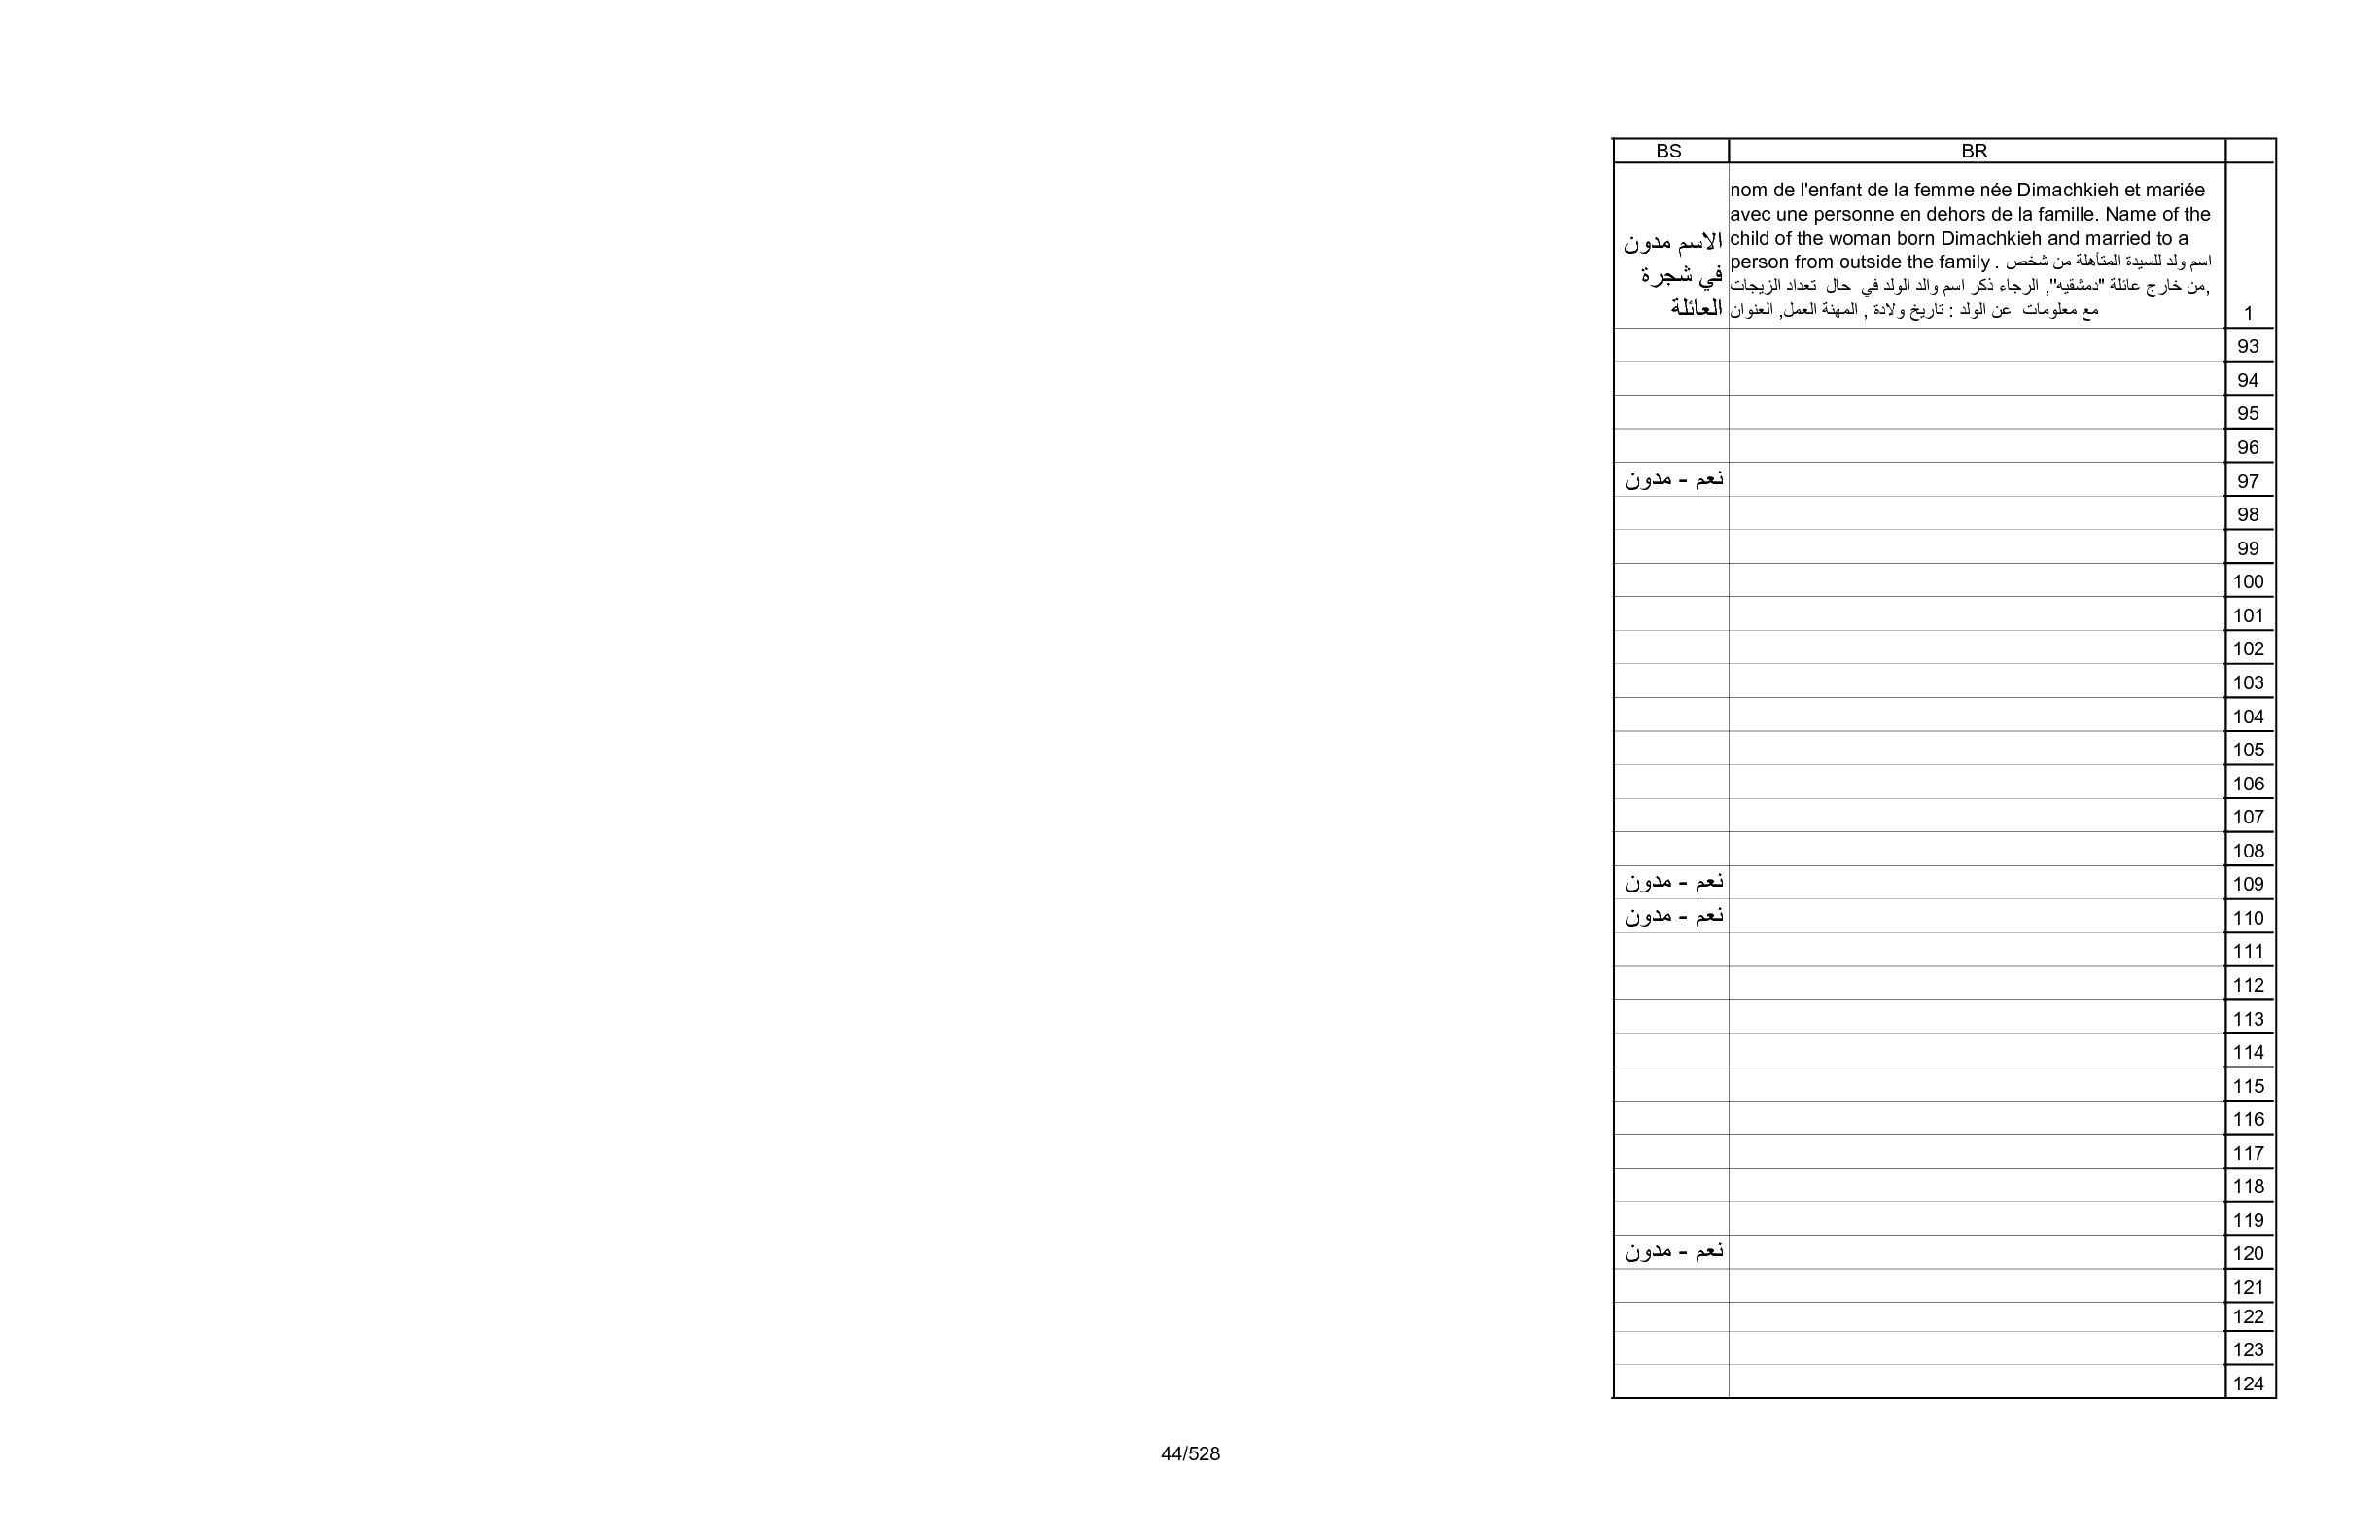 BS BR
nom de l'enfant de la femme née Dimachkieh et mariée
avec une personne en dehors de la famille. Name of the
child of the woman born Dimachkieh and married to a
person from outside the family . اسم ولد للسيدة المتأهلة من شخص
من خارج عائلة "دمشقيه", الرجاء ذكر اسم والد الولد في حال تعداد الزيجات,
مع معلومات عن الولد : تاريخ ولادة , المهنة العمل, العنوان
الاسم مدون
في شجرة
العائلة
1
93
94
95
96
نعم - مدون 97
98
99
100
101
102
103
104
105
106
107
108
نعم - مدون 109
نعم - مدون 110
111
112
113
114
115
116
117
118
119
نعم - مدون 120
121
122
123
124
44/528